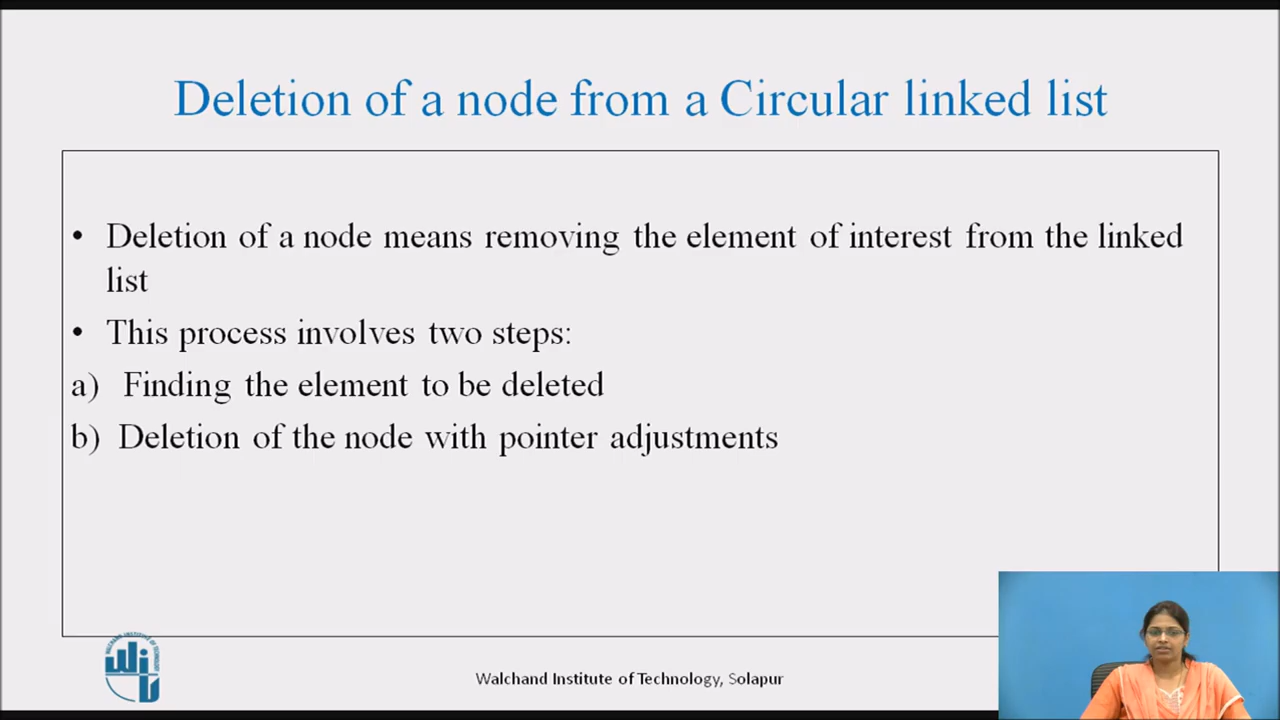 Deletion of a node from a Circular linked list
• Deletion of a node means removing the element of interest from the linked
list
• This process involves two steps:
a) Finding the element to be deleted
b) Deletion of the node with pointer adjustments
Walchand Institute of Technology, Solapur